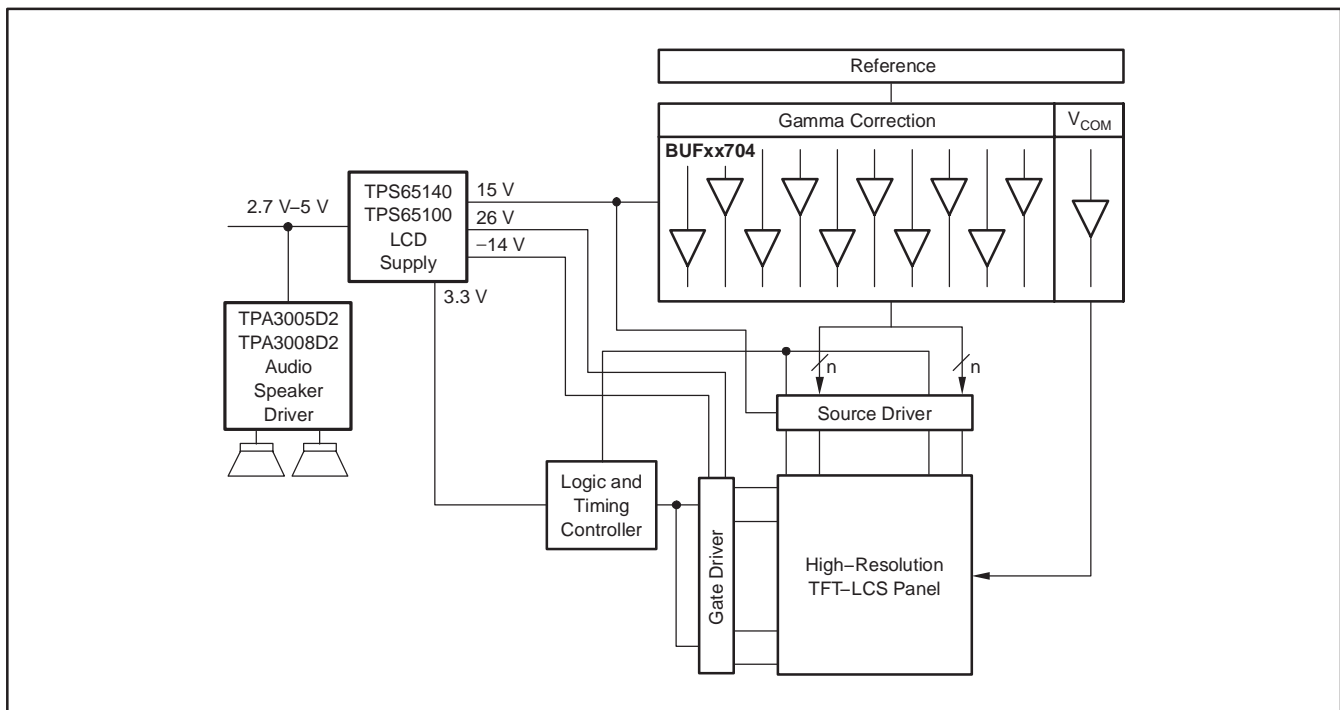 Reference
Gamma Correction
VCOM
BUFxx704
TPS65140
TPS65100
LCD
Supply
2.7 V–5 V
15 V
26 V
–14 V
3.3 V
TPA3005D2
TPA3008D2
Audio
Speaker
Driver
n
n
Source Driver
Logic and
Timing
Controller
Gate Driver
High–Resolution
TFT–LCS Panel